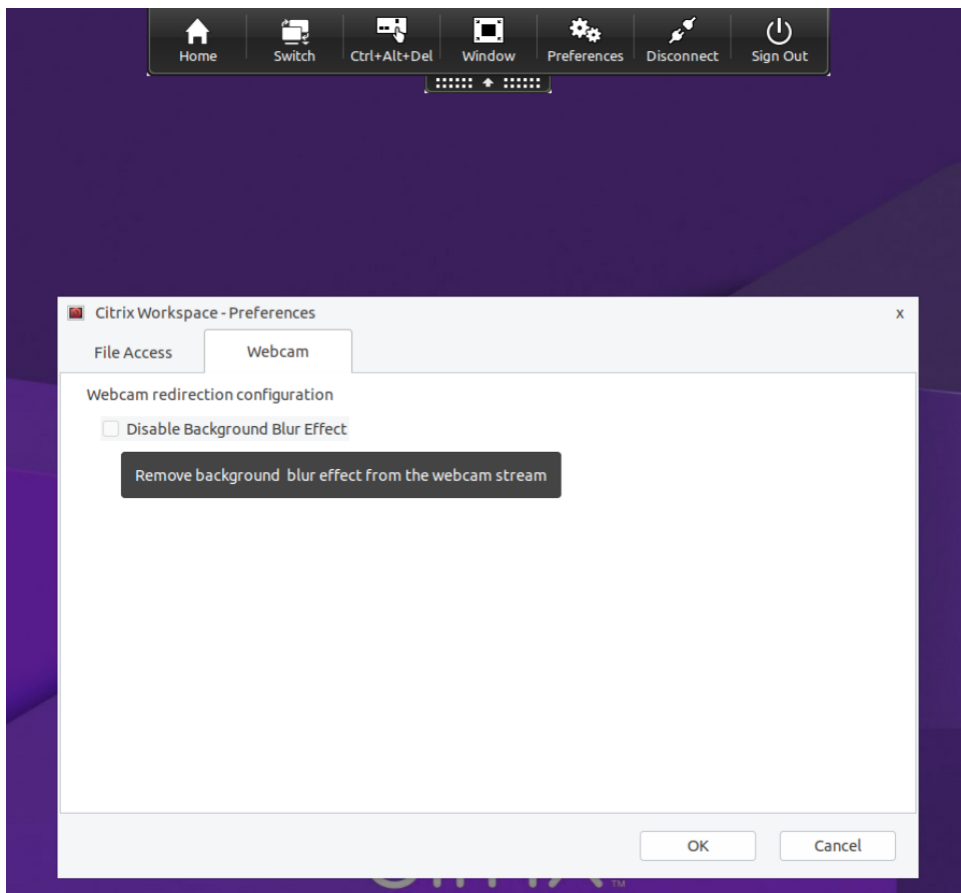 Home Switch Ctrl+Alt+Del Window Preferences Disconnect Sign Out
Citrix Workspace - Preferences x
File Access Webcam
Webcam redirection configuration
Disable Background Blur Effect
Remove background blur effect from the webcam stream
OK Cancel
TM